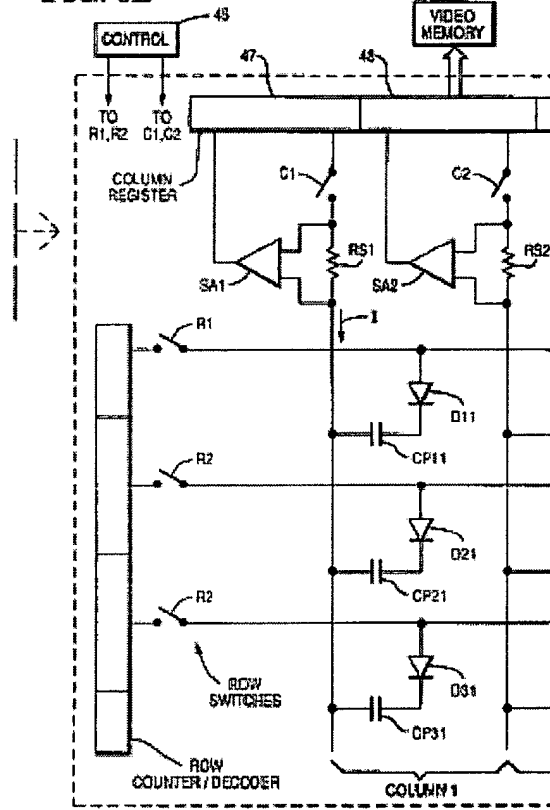 46
CONTROL
VIDEO
MEMORY
47
48
TO
R1,R2
TO
C1,C2
COLUMN
REGISTER
C1
C2
RS1
RS2
SA1
SA2
I
R1
D11
CP11
R2
D21
CP21
R2
D31
CP31
ROW
SWITCHES
ROW
COUNTER/DECODER
COLUMN 1